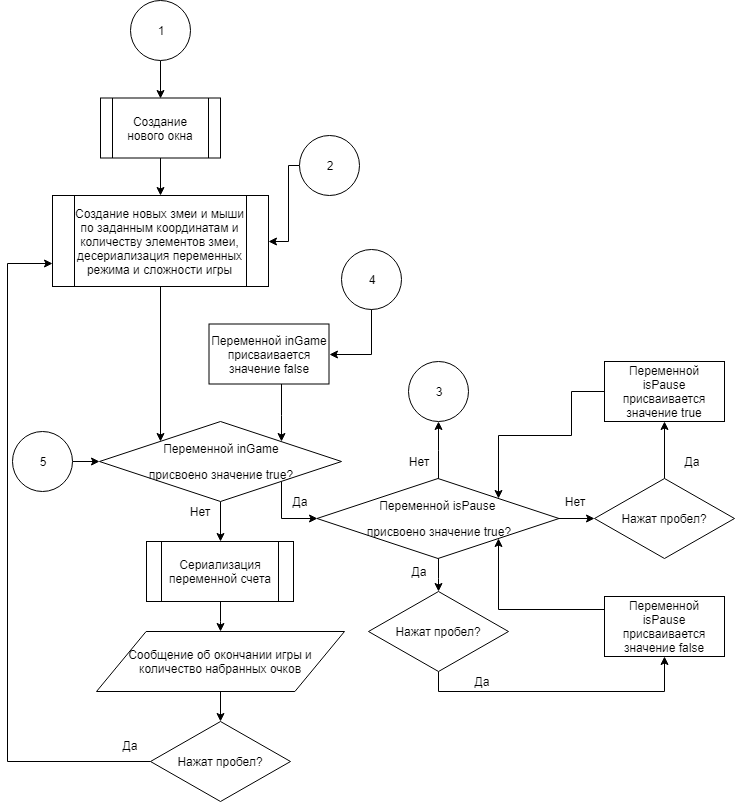 1
Создание
нового окна
2
Создание новых змеи и мыши
по заданным координатам и
количеству элементов змеи,
десериализация переменных
режима и сложности игры
4
Переменной inGame
присваивается
значение false
3
Переменной
isPause
присваивается
значение true
5
Переменной inGame
присвоено значение true?
Нет
Да
Нет
Да
Переменной isPause
присвоено значение true?
Нет
Нажат пробел?
Сериализация
переменной счета
Да
Нажат пробел?
Переменной
isPause
присваивается
значение false
Сообщение об окончании игры и
количество набранных очков
Да
Да
Нажат пробел?